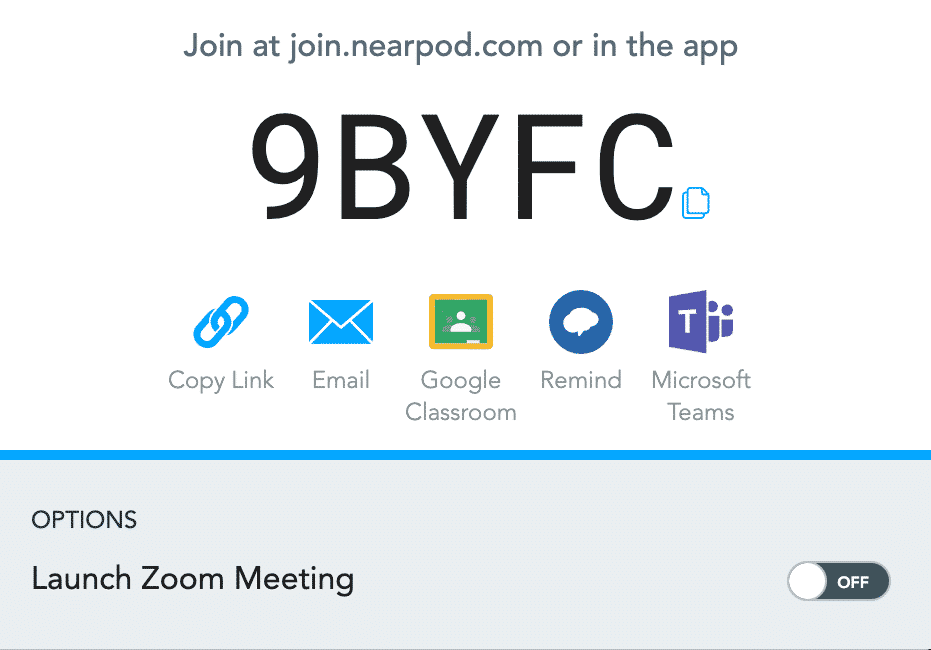 Join at join.nearpod.com or in the app
9BYFC
Copy Link
Email
Google
Classroom
Remind
T
Microsoft
Teams
OPTIONS
Launch Zoom Meeting
OFF